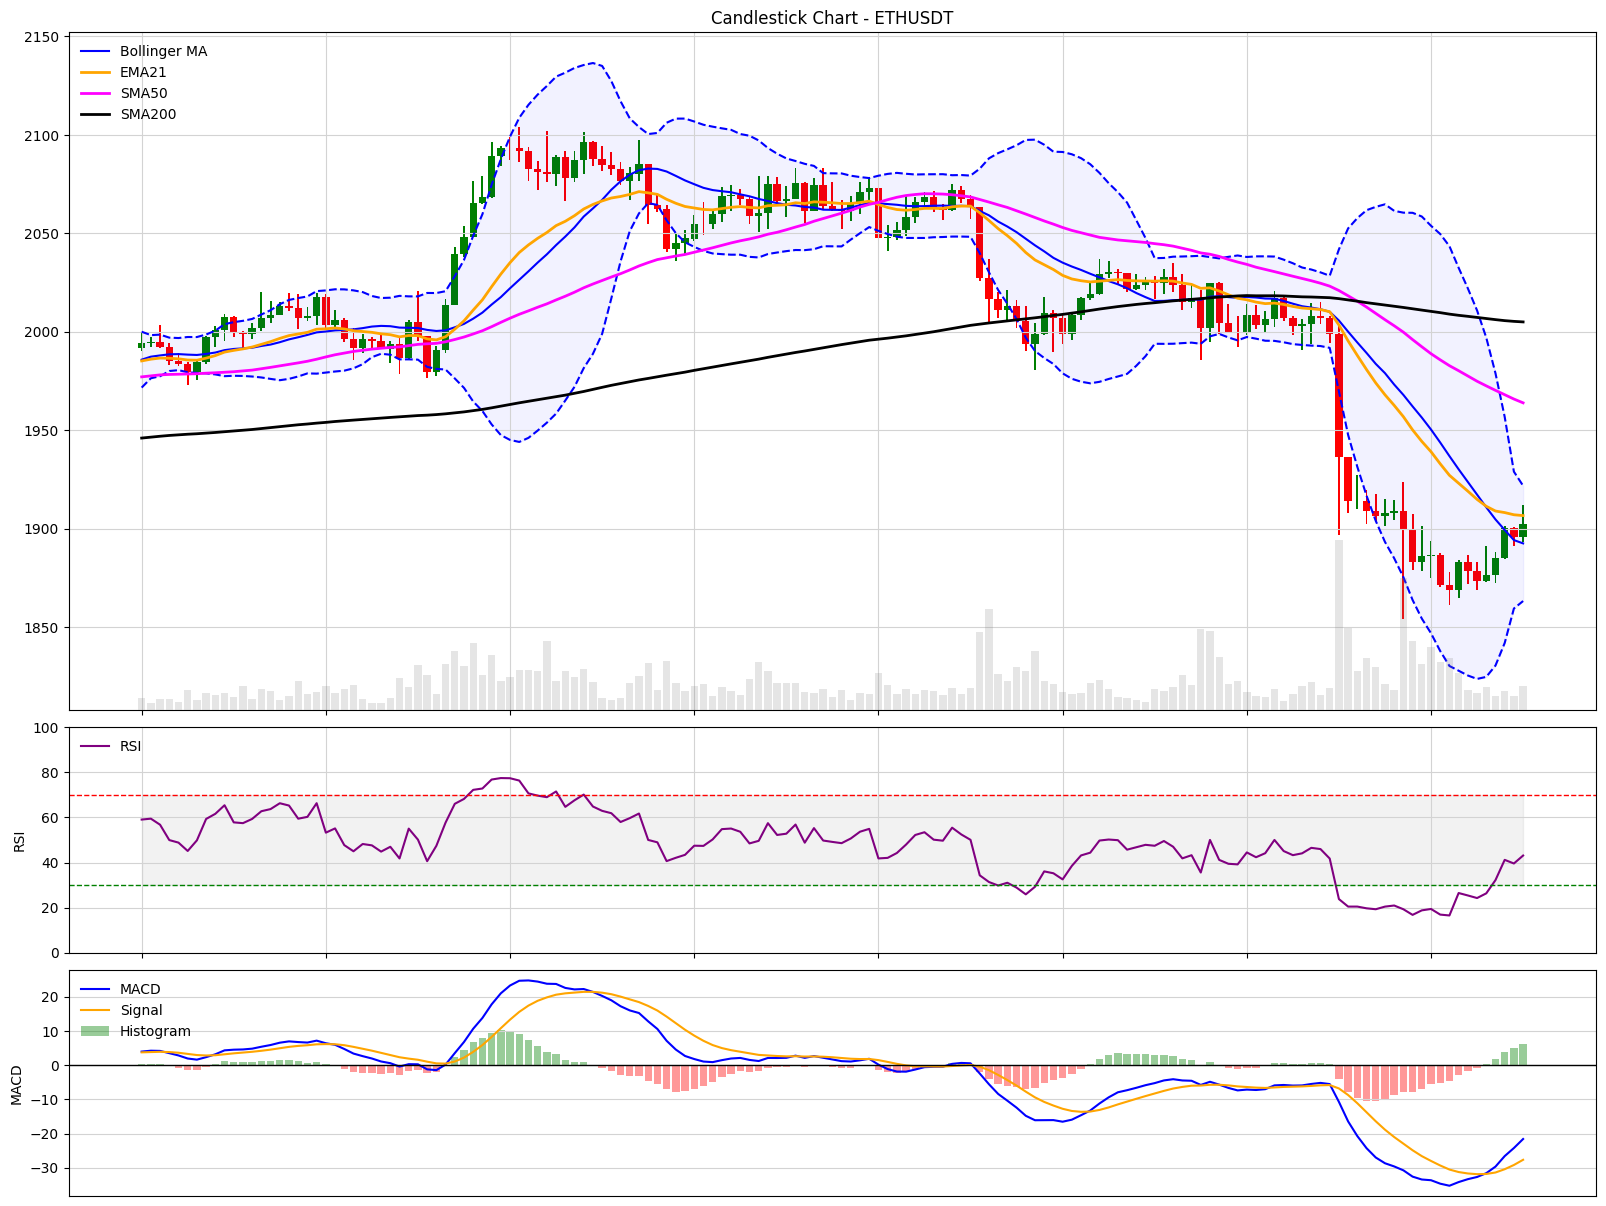 Candlestick Chart - ETHUSDT
2150
2100
2050
2000
1950
1900
1850
Bollinger MA
EMA21
SMA50
SMA200
100
80
60
40
20
0
RSI
RSI
20
10
0
−10
−20
−30
MACD
MACD
Signal
Histogram